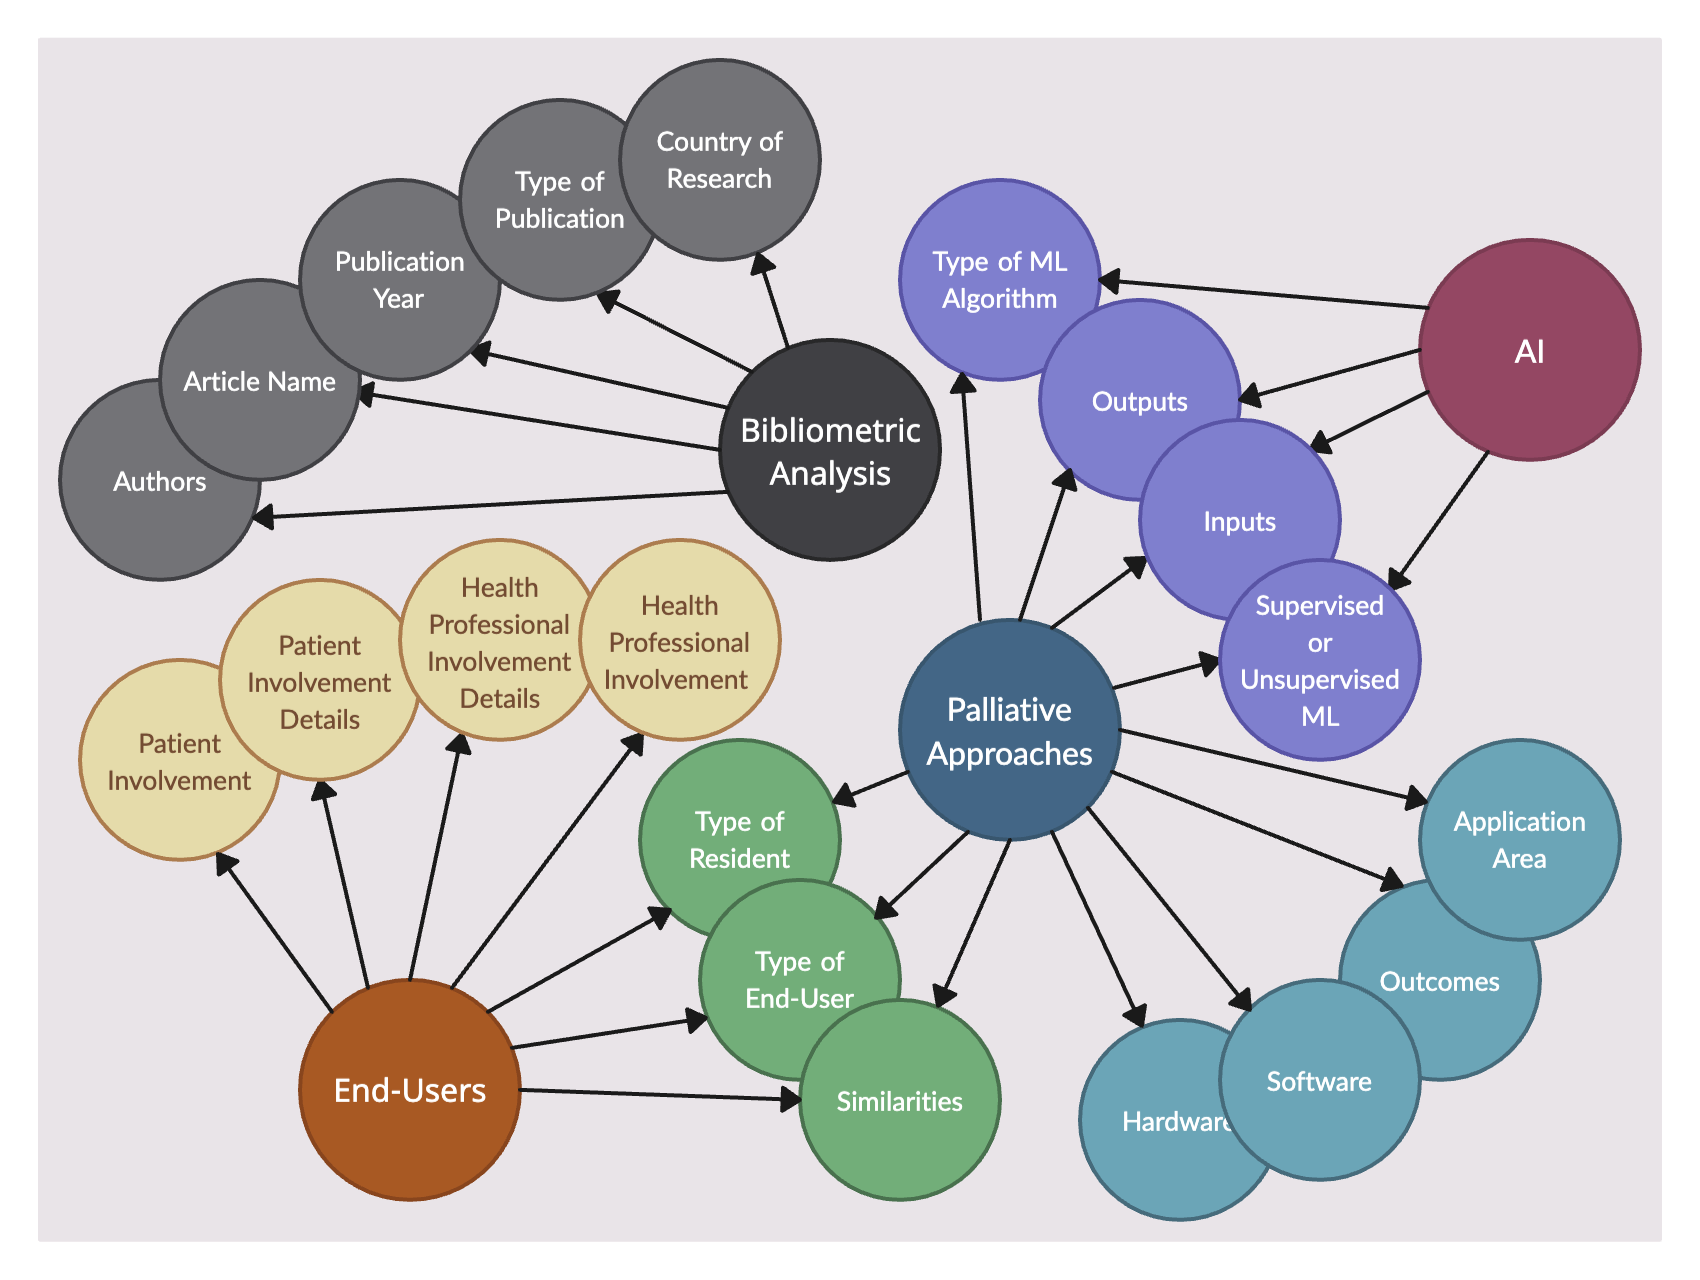 Country of
Research
Type of
Publication
Publication
Year
Article Name
Authors
Bibliometric
Analysis
Type of ML
Algorithm
Outputs
Inputs
Supervised
or
Unsupervised
ML
AI
Health
Professional
Involvement
Health
Professional
Involvement
Details
Patient
Involvement
Details
Patient
Involvement
Palliative
Approaches
Type of
Resident
Type of
End-User
Similarities
End-Users
Application
Area
Outcomes
Software
Hardware